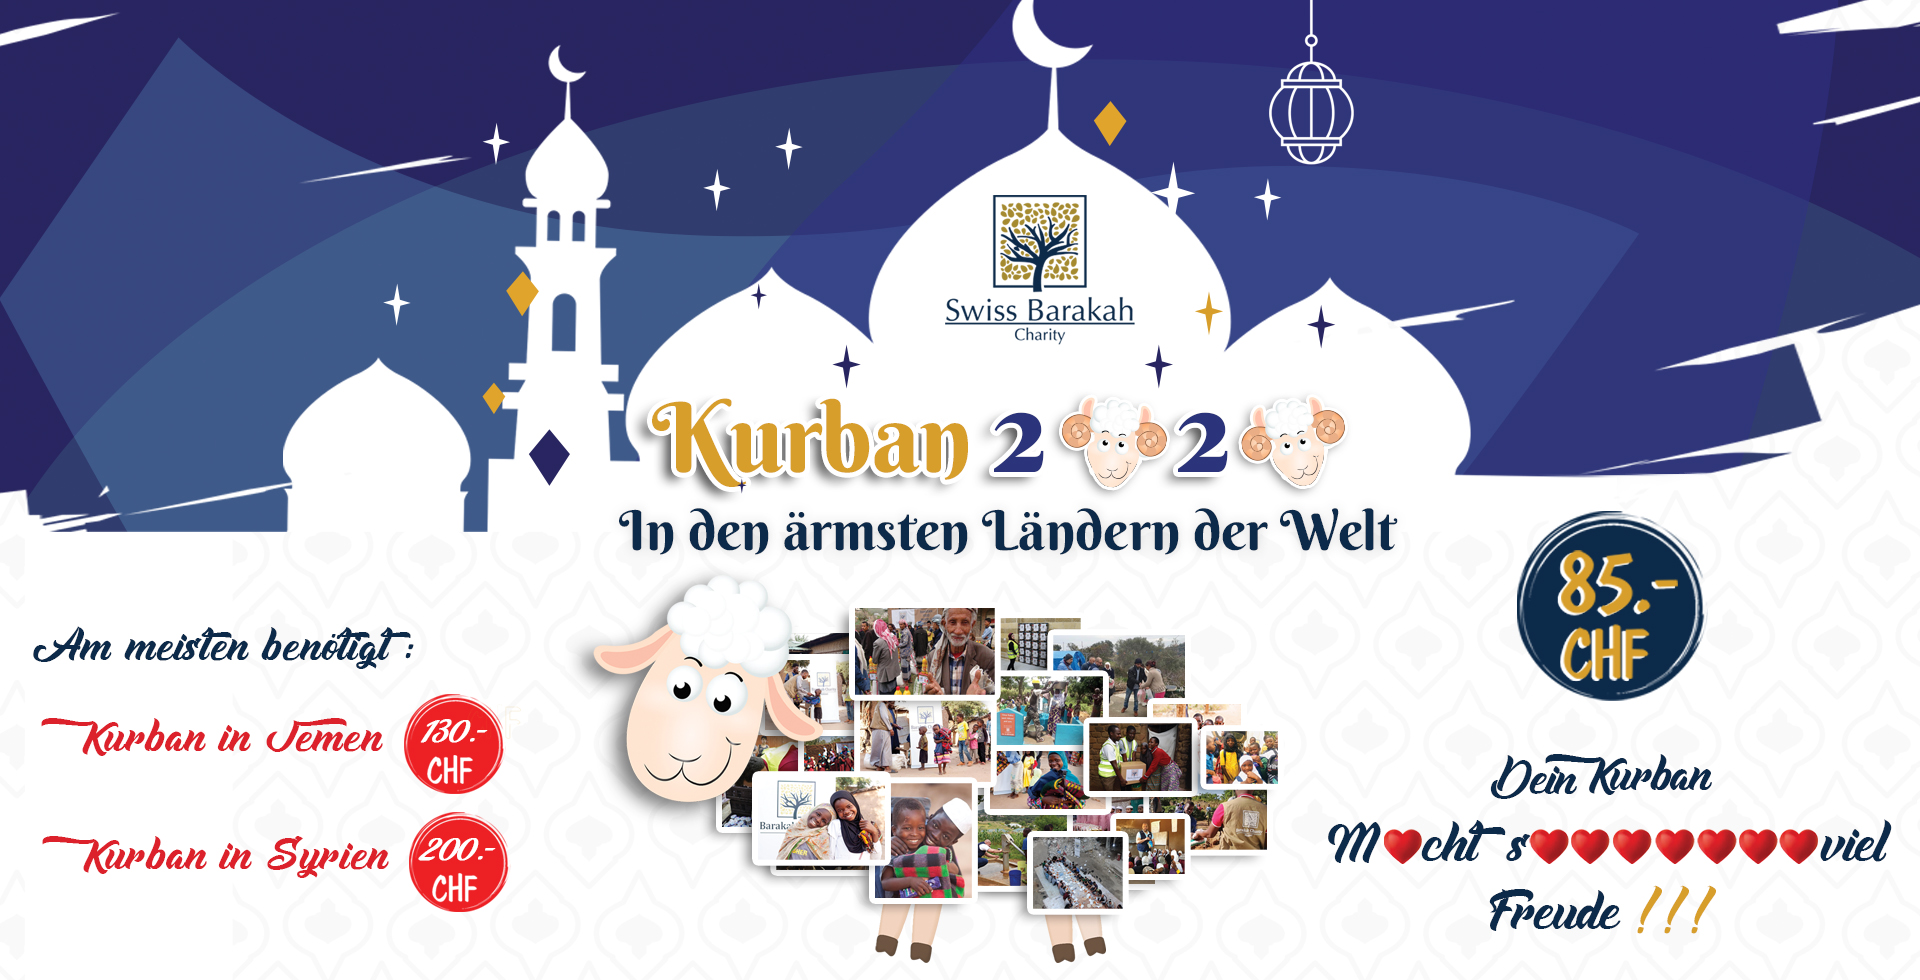 Swiss Barakah
Charity
Kurban 2020
In den ärmsten Ländern der Welt
Am meisten benötigt :
Kurban in Jemen
130.-
CHF
Kurban in Syrien
200.-
CHF
85.-
CHF
Dein Kurban
Macht so viel
Freude !!!